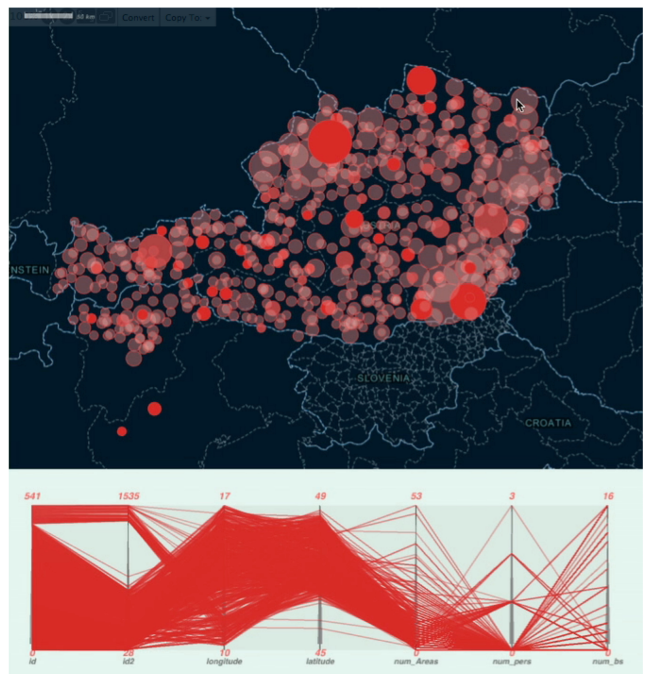 Convert Copy To:
NSTEIN
SLOVENIA
CROATIA
541 1535 17 49 53 3 16
0 28 10 45 0 0 0
id id2 longitude latitude num_Areas num_pers num_bs